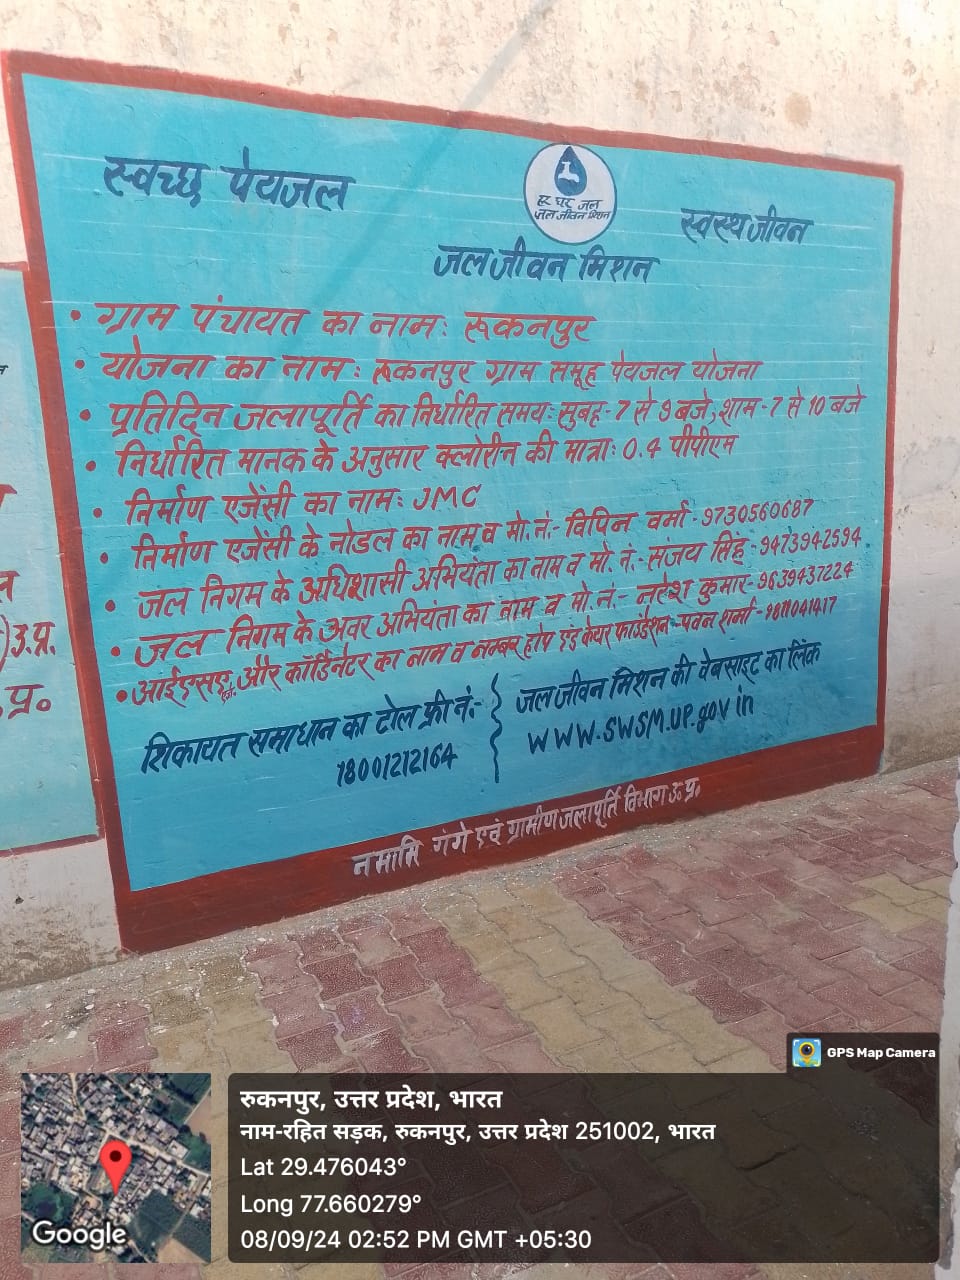 स्वच्छ पेयजल
हर घर जल
जल जीवन मिशन
स्वस्थ जीवन
जल जीवन मिशन
• ग्राम पंचायत का नाम: रूकनपुर
• योजना का नाम: रूकनपुर ग्राम समूह पेयजल योजना
• प्रतिदिन जलापूर्ति का निर्धारित समय: सुबह-7 से 9 बजे, शाम-7 से 10 बजे
• निर्धारित मानक के अनुसार क्लोरीन की मात्रा: 0.4 पीपीएम
• निर्माण एजेंसी का नाम: JMC
• निर्माण एजेंसी के नोडल का नाम व मो.नं:- विपिन वर्मा-9730560687
• जल निगम के अधिशासी अभियंता का नाम व मो. नं:- संजय सिंह-9473942594
• जल निगम के अवर अभियंता का नाम व मो.नं:- नरेश कुमार-9639437224
• आईएसए और कॉर्डिनेटर का नाम व नम्बर होप इंड केयर फाउंडेशन-पवन शर्मा-
शिकायत समाधान का टोल फ्री नं:-
18001212164
जल जीवन मिशन की वेबसाइट का लिंक
www.SWSM.UP.gov in
नमामि गंगे एवं ग्रामीण जलापूर्ति विभाग उ॰प्र॰
उ.प्र.
प्र॰
GPS Map Camera
रुकनपुर, उत्तर प्रदेश, भारत
नाम-रहित सड़क, रुकनपुर, उत्तर प्रदेश 251002, भारत
Lat 29.476043°
Long 77.660279°
08/09/24 02:52 PM GMT +05:30
Google